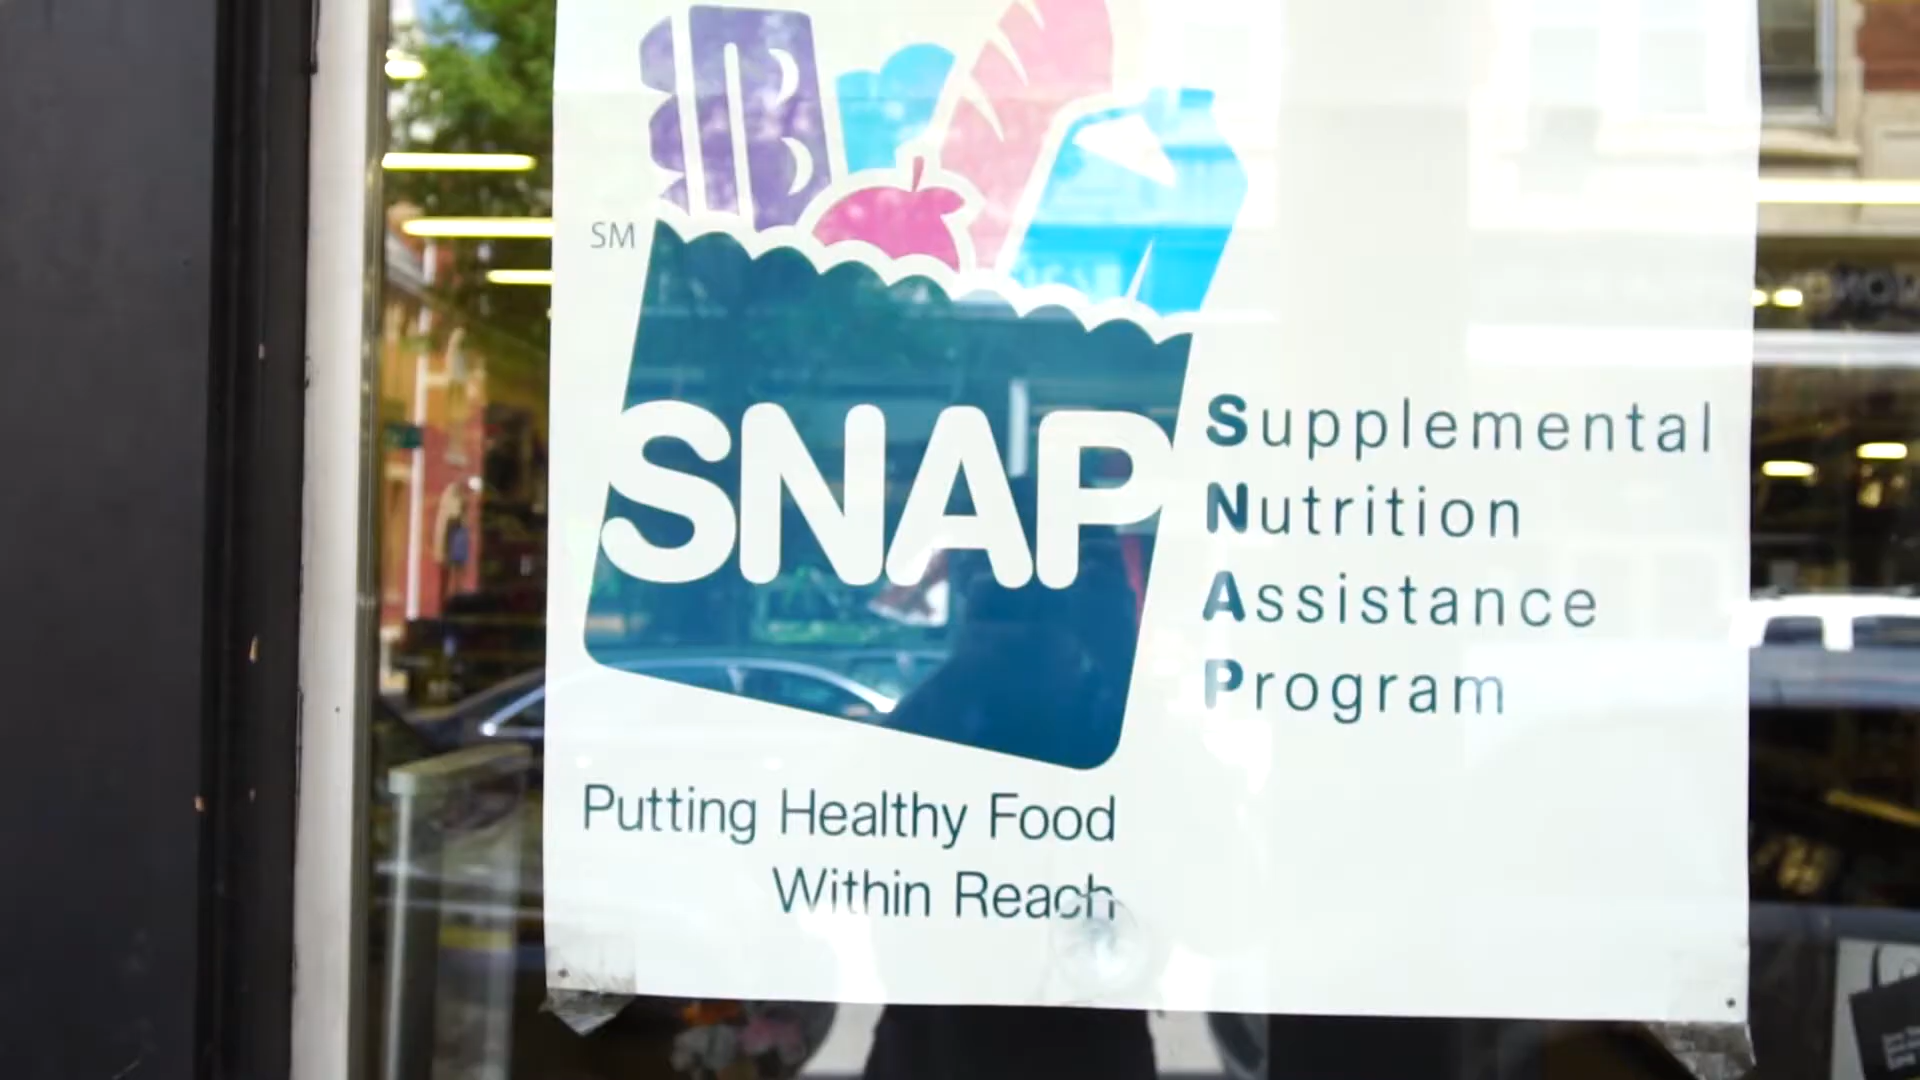 SM
SNAP
Supplemental
Nutrition
Assistance
Program
Putting Healthy Food
Within Reach